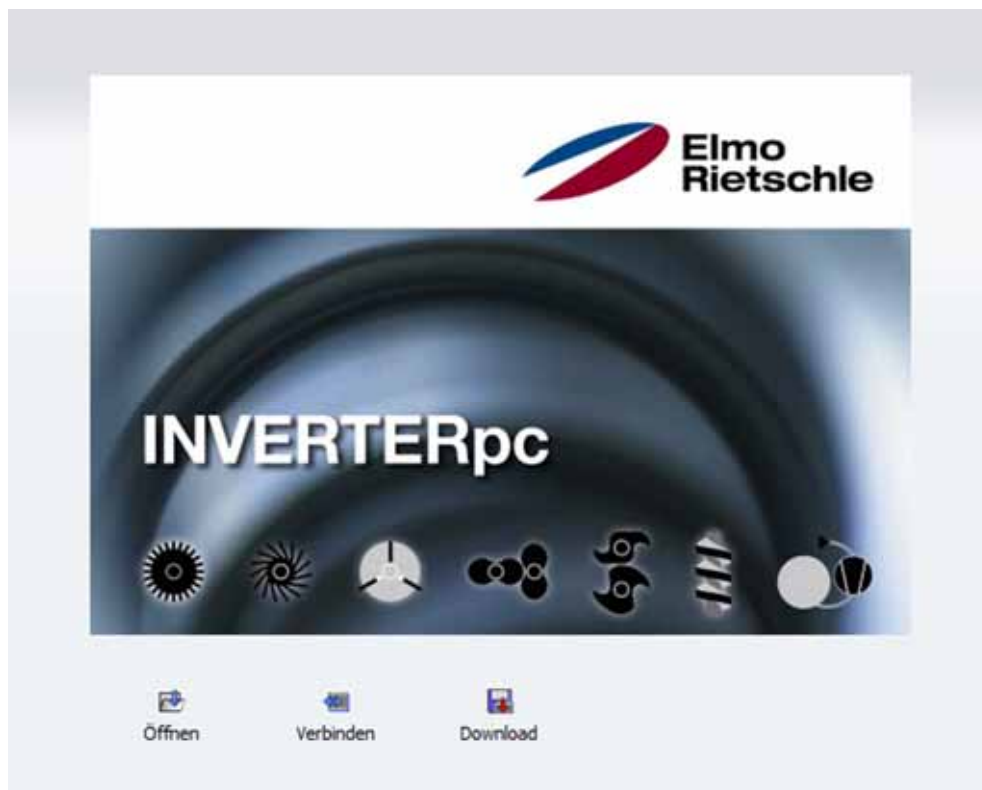 Elmo
Rietschle
INVERTERpc
Öffnen
Verbinden
Download